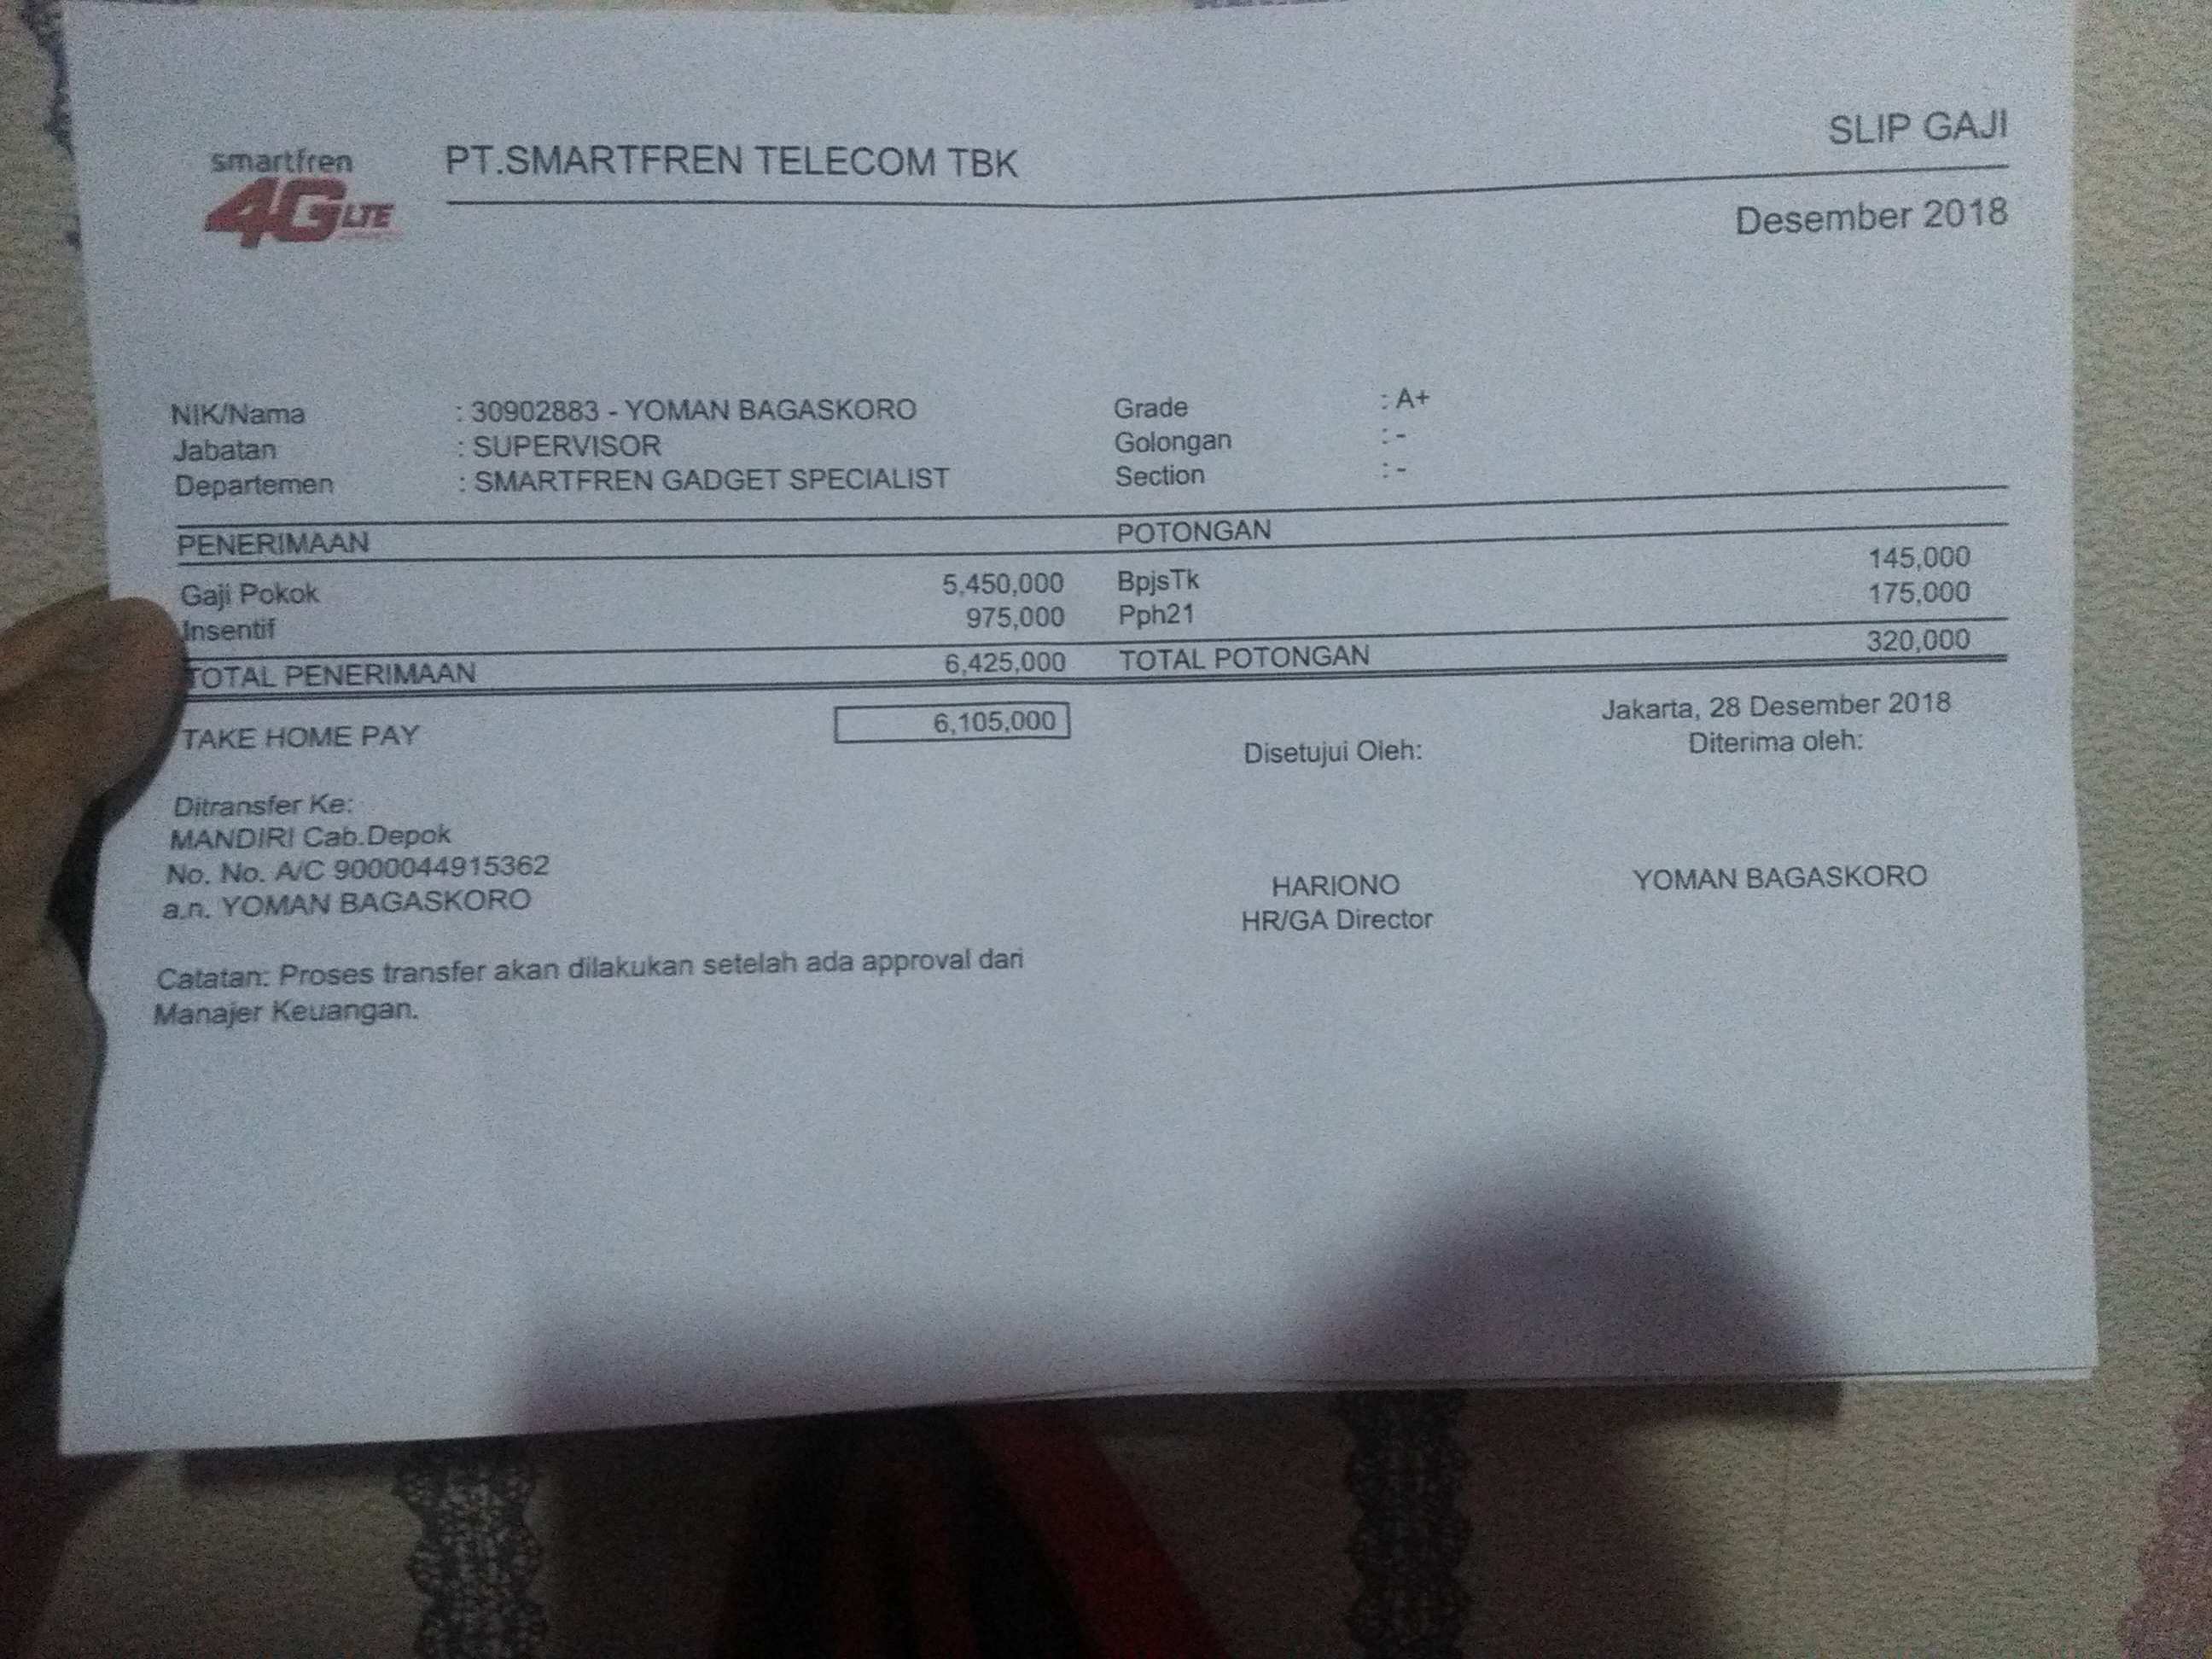 smartfren
4G LTE
PT.SMARTFREN TELECOM TBK
SLIP GAJI
Desember 2018
NIK/Nama : 30902883 - YOMAN BAGASKORO Grade : A+
Jabatan : SUPERVISOR Golongan : -
Departemen : SMARTFREN GADGET SPECIALIST Section : -
PENERIMAAN POTONGAN
Gaji Pokok 5,450,000 BpjsTk 145,000
Insentif 975,000 Pph21 175,000
TOTAL PENERIMAAN 6,425,000 TOTAL POTONGAN 320,000
TAKE HOME PAY 6,105,000
Jakarta, 28 Desember 2018
Disetujui Oleh: Diterima oleh:
Ditransfer Ke:
MANDIRI Cab.Depok
No. No. A/C 9000044915362
a.n. YOMAN BAGASKORO
HARIONO YOMAN BAGASKORO
HR/GA Director
Catatan: Proses transfer akan dilakukan setelah ada approval dari
Manajer Keuangan.